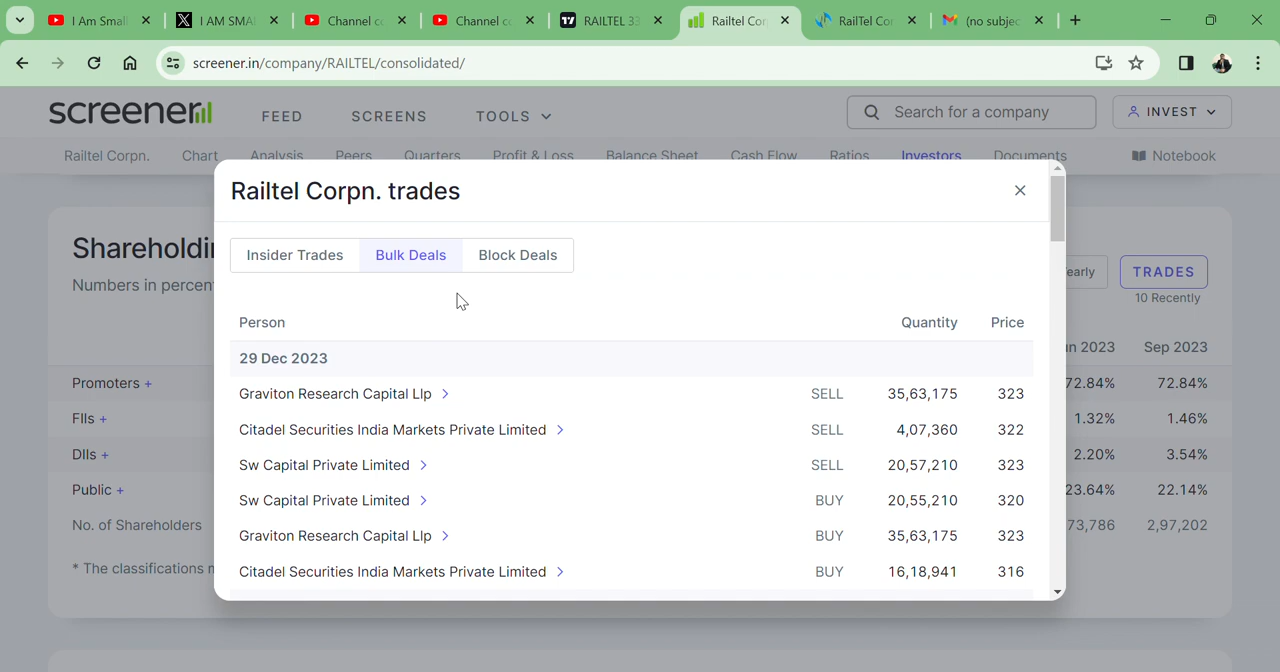 I Am Smal
I AM SMA
Channel co
Channel co
RAILTEL 33
Railtel Cor
RailTel Cor
(no subjec
screener.in/company/RAILTEL/consolidated/
screener
FEED
SCREENS
TOOLS
Search for a company
INVEST
Railtel Corpn.
Chart
Analysis
Peers
Quarters
Profit & Loss
Balance Sheet
Cash Flow
Ratios
Investors
Documents
Notebook
Railtel Corpn. trades
Insider Trades
Bulk Deals
Block Deals
Person Quantity Price
29 Dec 2023
Graviton Research Capital Llp SELL 35,63,175 323
Citadel Securities India Markets Private Limited SELL 4,07,360 322
Sw Capital Private Limited SELL 20,57,210 323
Sw Capital Private Limited BUY 20,55,210 320
Graviton Research Capital Llp BUY 35,63,175 323
Citadel Securities India Markets Private Limited BUY 16,18,941 316
Shareholdi
Numbers in percen
early
TRADES
10 Recently
n 2023 Sep 2023
Promoters + 72.84% 72.84%
FIIs + 1.32% 1.46%
DIIs + 2.20% 3.54%
Public + 23.64% 22.14%
No. of Shareholders 73,786 2,97,202
* The classifications